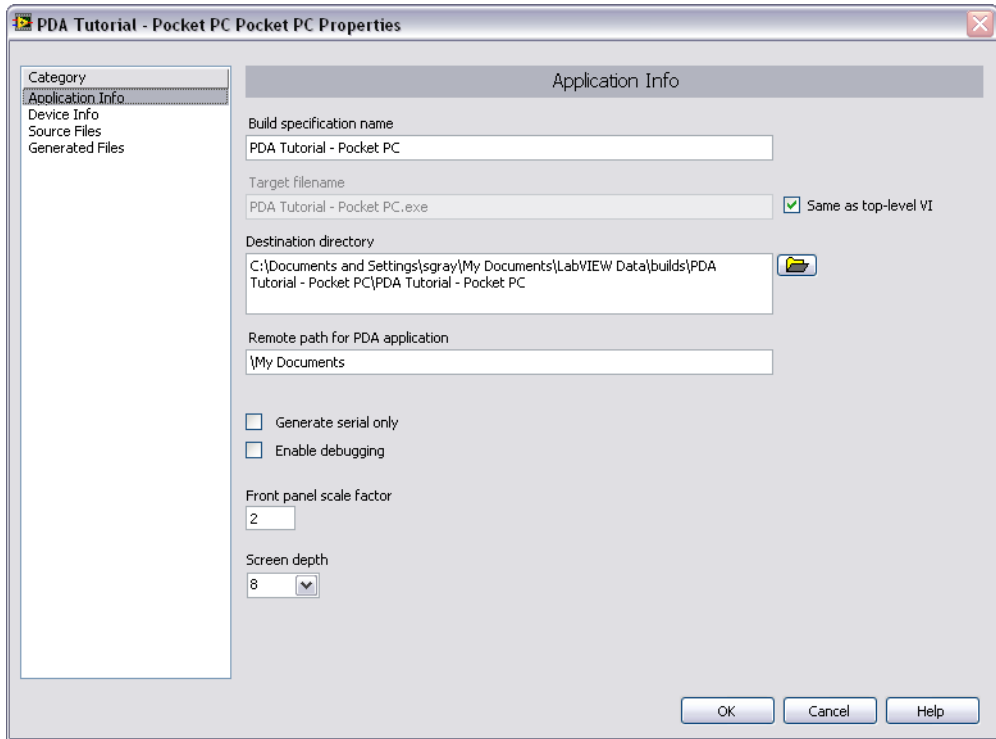 PDA Tutorial - Pocket PC Pocket PC Properties
Category
Application Info
Device Info
Source Files
Generated Files
Application Info
Build specification name
PDA Tutorial - Pocket PC
Target filename
PDA Tutorial - Pocket PC.exe
Same as top-level VI
Destination directory
C:\Documents and Settings\sgray\My Documents\LabVIEW Data\builds\PDA
Tutorial - Pocket PC\PDA Tutorial - Pocket PC
Remote path for PDA application
\My Documents
Generate serial only
Enable debugging
Front panel scale factor
2
Screen depth
8
OK
Cancel
Help